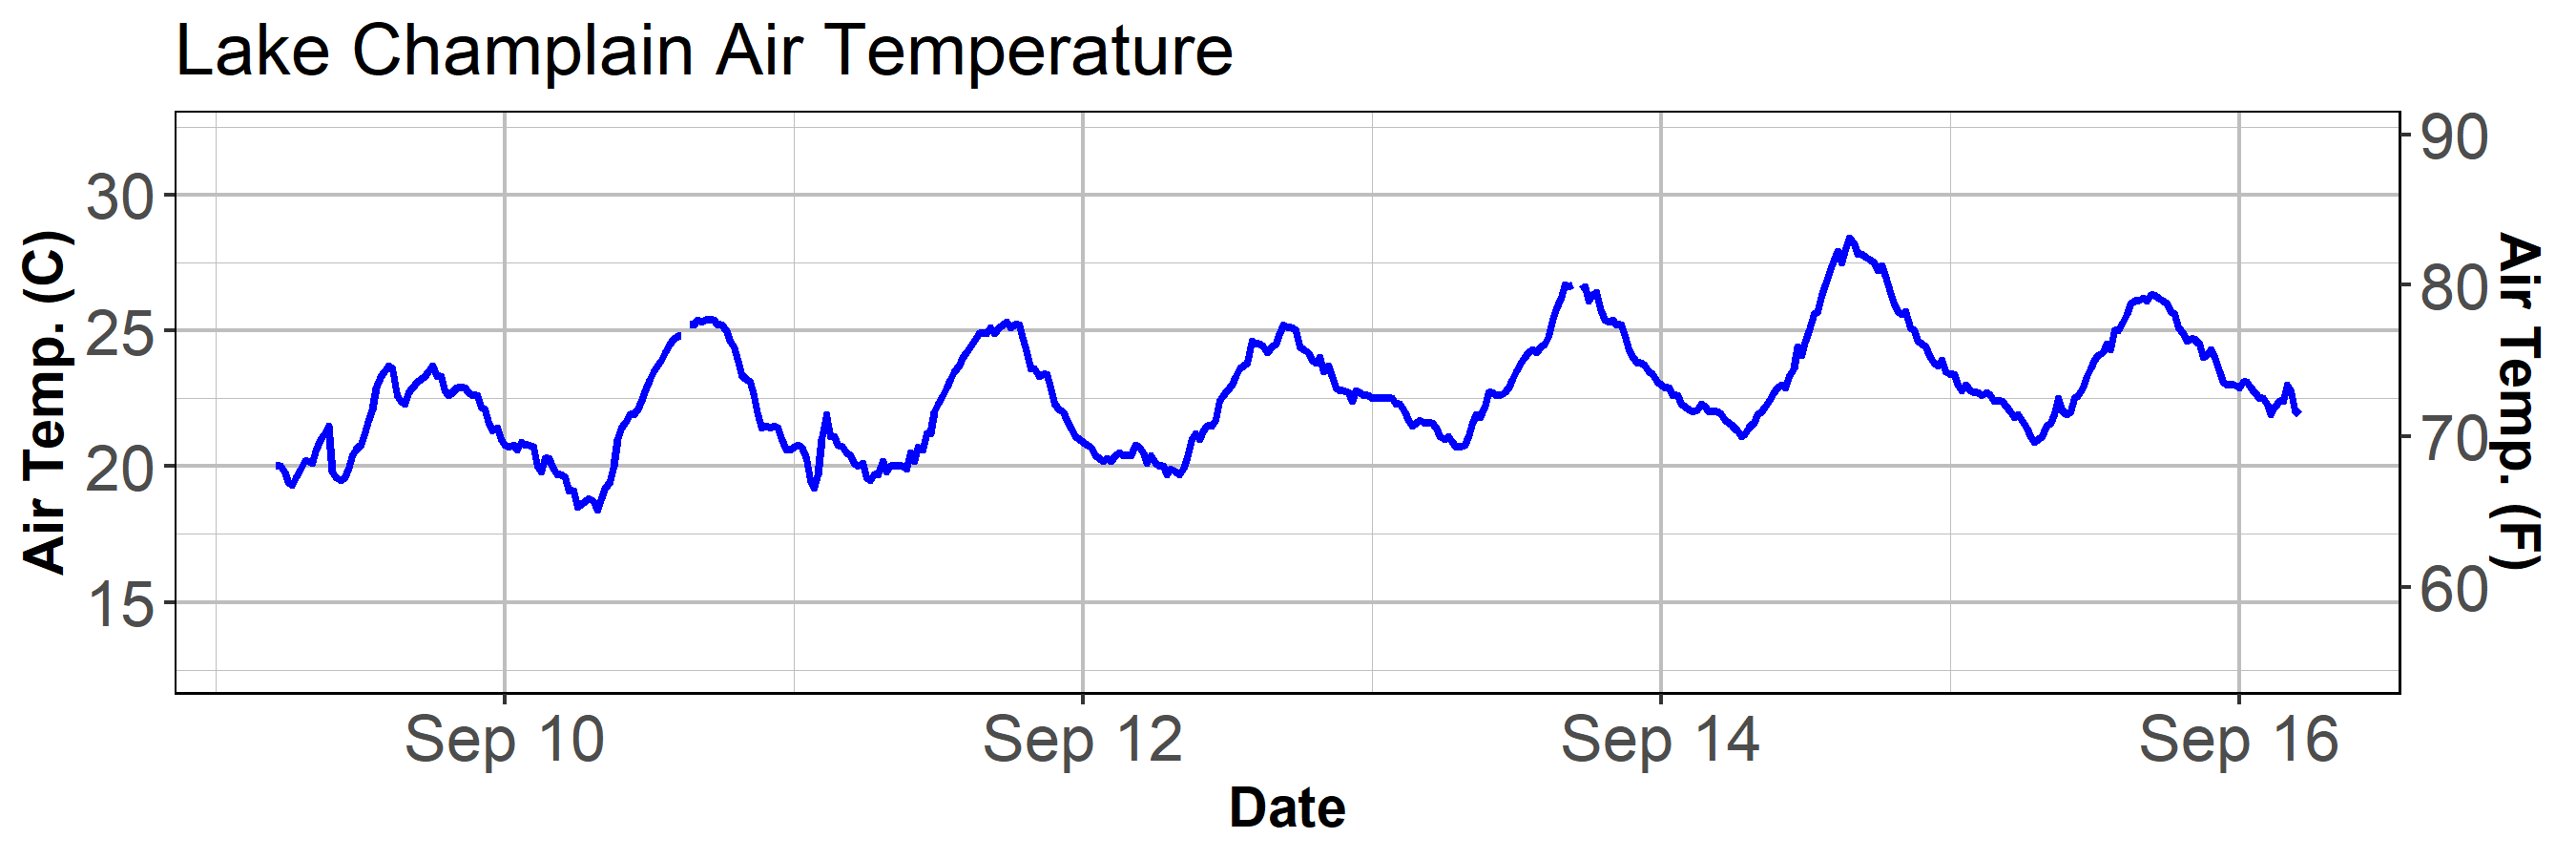 Lake Champlain Air Temperature
Air Temp. (C)
30
25
20
15
90
80
70
60
Air Temp. (F)
Sep 10
Sep 12
Sep 14
Sep 16
Date